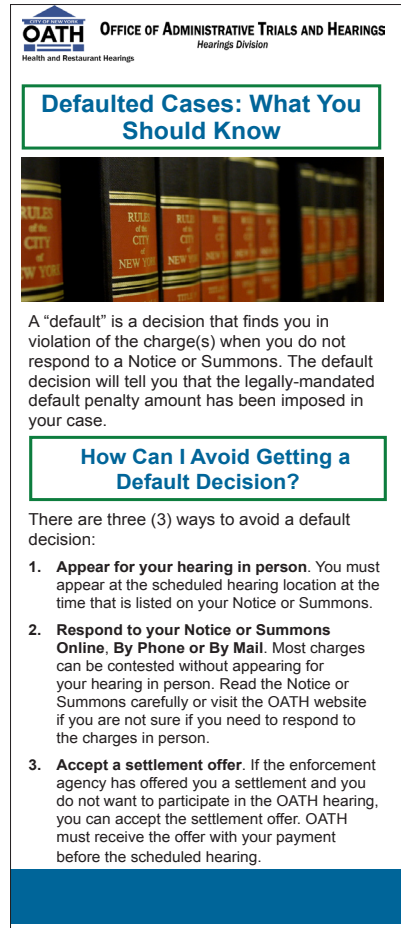 CITY OF NEW YORK
OATH
Health and Restaurant Hearings
OFFICE OF ADMINISTRATIVE TRIALS AND HEARINGS
Hearings Division
Defaulted Cases: What You
Should Know
RULES
of the
CITY
of
NEW YORK
RULES
of the
CITY
of
NEW YORK
RULES
CITY
NEW
A “default” is a decision that finds you in
violation of the charge(s) when you do not
respond to a Notice or Summons. The default
decision will tell you that the legally-mandated
default penalty amount has been imposed in
your case.
How Can I Avoid Getting a
Default Decision?
There are three (3) ways to avoid a default
decision:
1. Appear for your hearing in person. You must
appear at the scheduled hearing location at the
time that is listed on your Notice or Summons.
2. Respond to your Notice or Summons
Online, By Phone or By Mail. Most charges
can be contested without appearing for
your hearing in person. Read the Notice or
Summons carefully or visit the OATH website
if you are not sure if you need to respond to
the charges in person.
3. Accept a settlement offer. If the enforcement
agency has offered you a settlement and you
do not want to participate in the OATH hearing,
you can accept the settlement offer. OATH
must receive the offer with your payment
before the scheduled hearing.